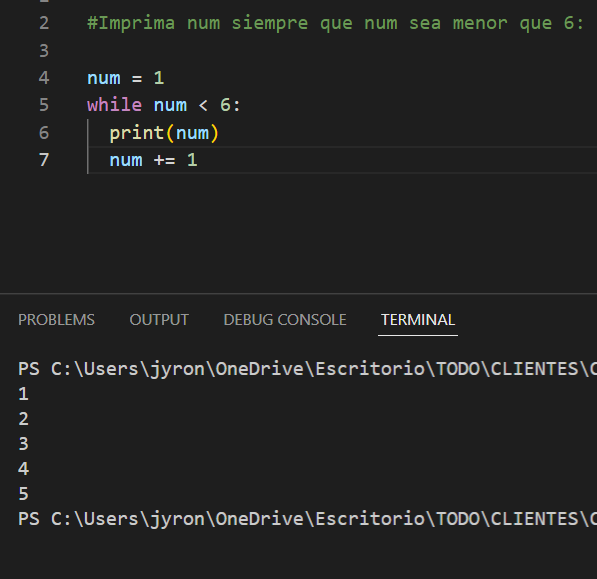 2 #Imprima num siempre que num sea menor que 6:
3
4 num = 1
5 while num < 6:
6 print(num)
7 num += 1
PROBLEMS OUTPUT DEBUG CONSOLE TERMINAL
PS C:\Users\jyron\OneDrive\Escritorio\TODO\CLIENTES\
1
2
3
4
5
PS C:\Users\jyron\OneDrive\Escritorio\TODO\CLIENTES\